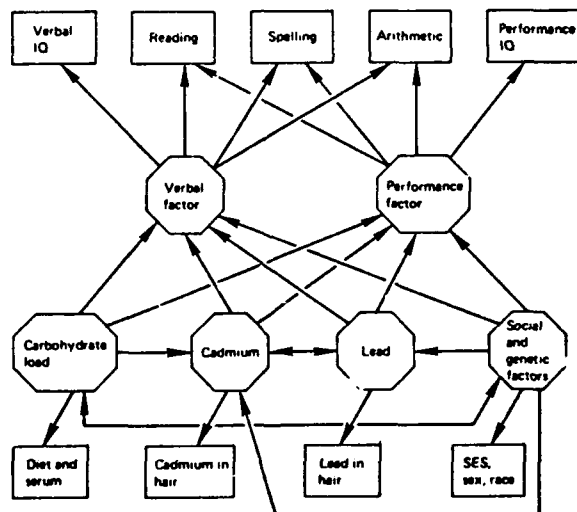 Verbal
IQ
Reading
Spelling
Arithmetic
Performance
IQ
Verbal
factor
Performance
factor
Carbohydrate
load
Cadmium
Lead
Social
and
genetic
factors
Diet and
serum
Cadmium in
hair
Lead in
hair
SES,
sex, race